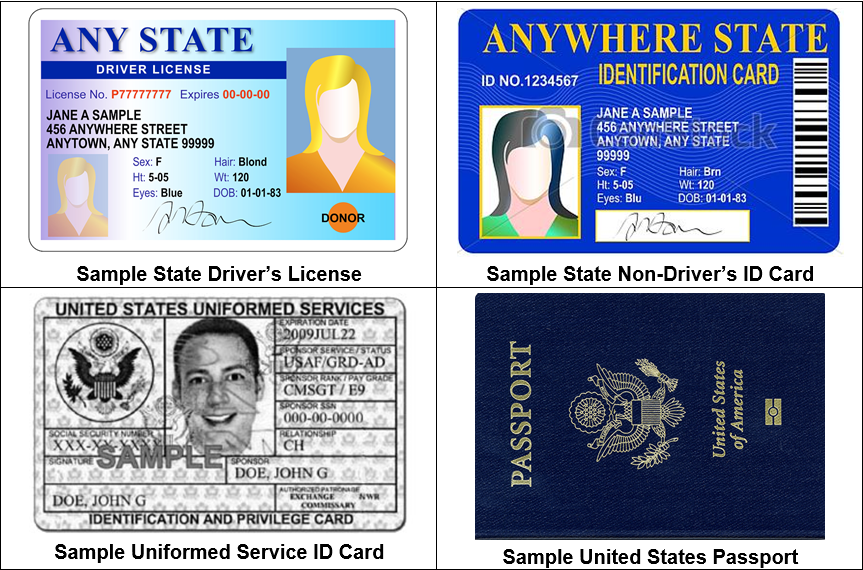 ANY STATE
DRIVER LICENSE
License No. P77777777 Expires 00-00-00
JANE A SAMPLE
456 ANYWHERE STREET
ANYTOWN, ANY STATE 99999
Sex: F Hair: Blond
Ht: 5-05 Wt: 120
Eyes: Blue DOB: 01-01-83
DONOR
Sample State Driver's License
ANYWHERE STATE
ID NO.1234567 IDENTIFICATION CARD
JANE A SAMPLE
456 ANYWHERE STREET
ANYTOWN, ANY STATE
99999
Sex: F Hair: Brn
Ht: 5-05 Wt: 120
Eyes: Blu DOB: 01-01-83
Sample State Non-Driver's ID Card
UNITED STATES UNIFORMED SERVICES
EXPIRATION DATE
2009JUL22
SPONSOR SERVICE / STATUS
USAF/GRD-AD
SPONSOR RANK / PAY GRADE
CMSGT / E9
SPONSOR SSN
000-00-0000
SOCIAL SECURITY NUMBER RELATIONSHIP
XXX-XX-XXXX CH
SAMPLE
SIGNATURE SPONSOR
DOE, JOHN G
AUTHORIZED PATRONAGE
DOE, JOHN G EXCHANGE NWR
COMMISSARY
IDENTIFICATION AND PRIVILEGE CARD
Sample Uniformed Service ID Card
PASSPORT
United States
of America
Sample United States Passport